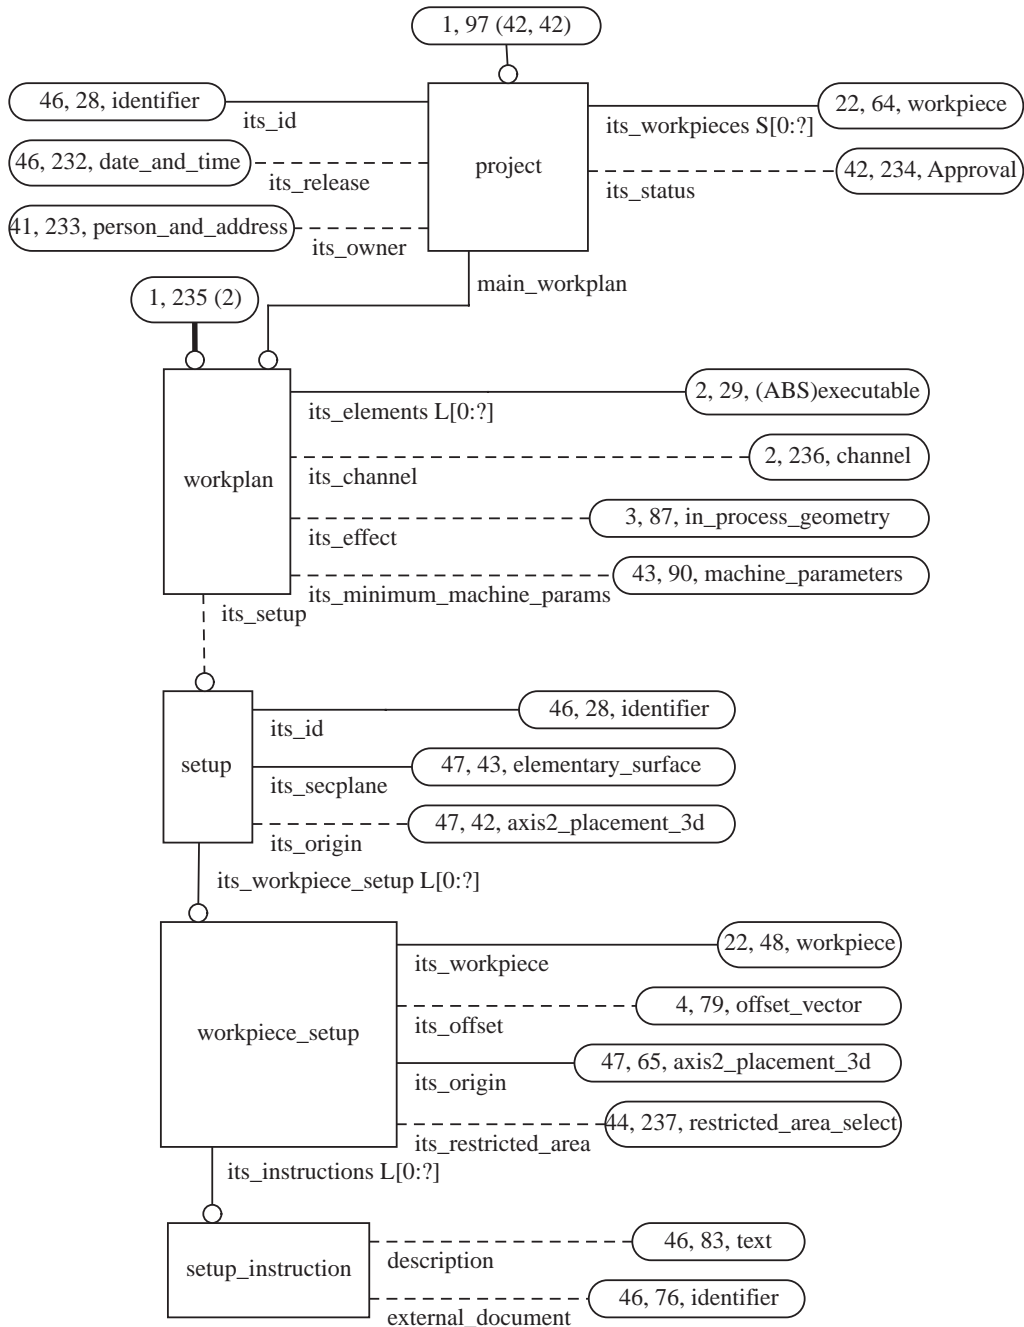 1, 97 (42, 42)
46, 28, identifier
its_id
its_workpieces S[0:?]
22, 64, workpiece
46, 232, date_and_time
its_release
project
its_status
42, 234, Approval
41, 233, person_and_address
its_owner
main_workplan
1, 235 (2)
its_elements L[0:?]
2, 29, (ABS)executable
workplan
its_channel
2, 236, channel
its_effect
3, 87, in_process_geometry
its_minimum_machine_params
43, 90, machine_parameters
its_setup
its_id
46, 28, identifier
setup
its_secplane
47, 43, elementary_surface
its_origin
47, 42, axis2_placement_3d
its_workpiece_setup L[0:?]
its_workpiece
22, 48, workpiece
its_offset
4, 79, offset_vector
workpiece_setup
its_origin
47, 65, axis2_placement_3d
its_restricted_area
44, 237, restricted_area_select
its_instructions L[0:?]
setup_instruction
description
46, 83, text
external_document
46, 76, identifier